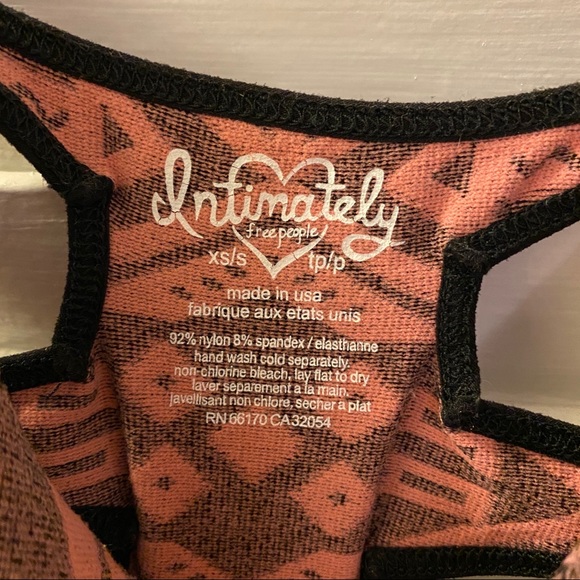 Intimately
free people
xs/s tp/p
made in usa
fabrique aux etats unis
92% nylon 8% spandex / elasthanne
hand wash cold separately.
non-chlorine bleach, lay flat to dry
laver separement a la main.
javellisant non chlore, secher a plat
RN 66170 CA32054